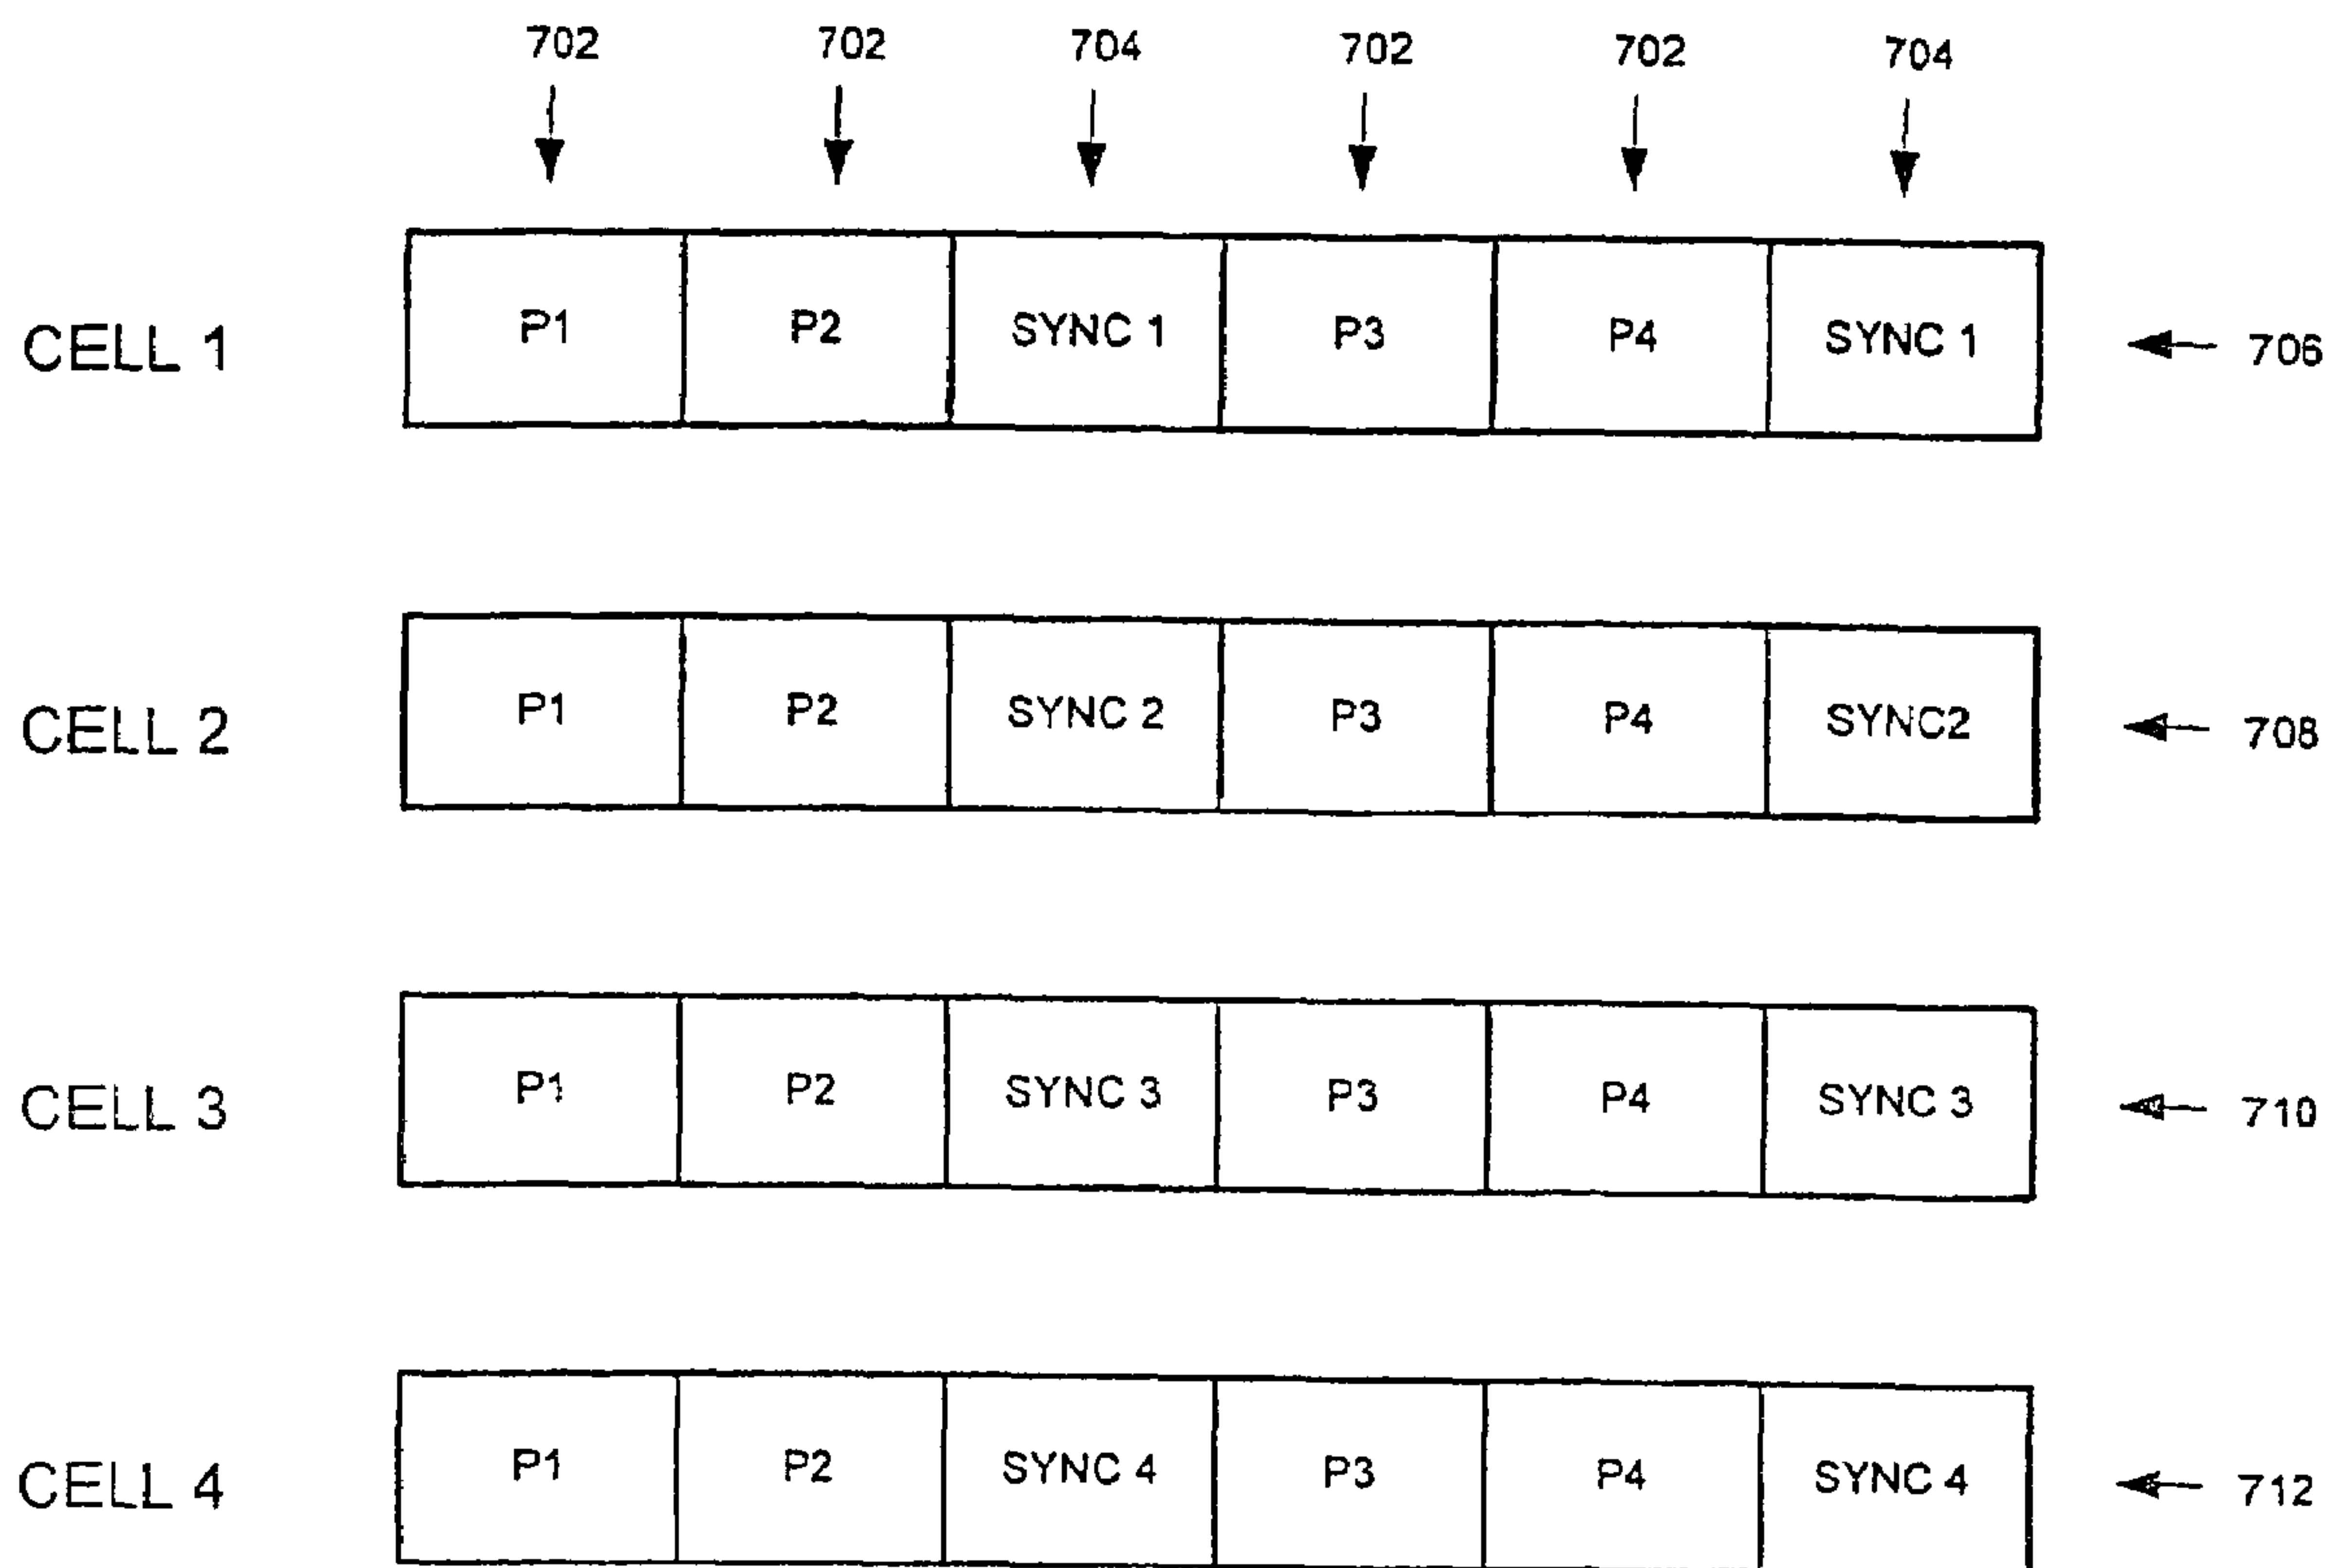 702 702 704 702 702 704
CELL 1 P1 P2 SYNC 1 P3 P4 SYNC 1 706
CELL 2 P1 P2 SYNC 2 P3 P4 SYNC2 708
CELL 3 P1 P2 SYNC 3 P3 P4 SYNC 3 710
CELL 4 P1 P2 SYNC 4 P3 P4 SYNC 4 712